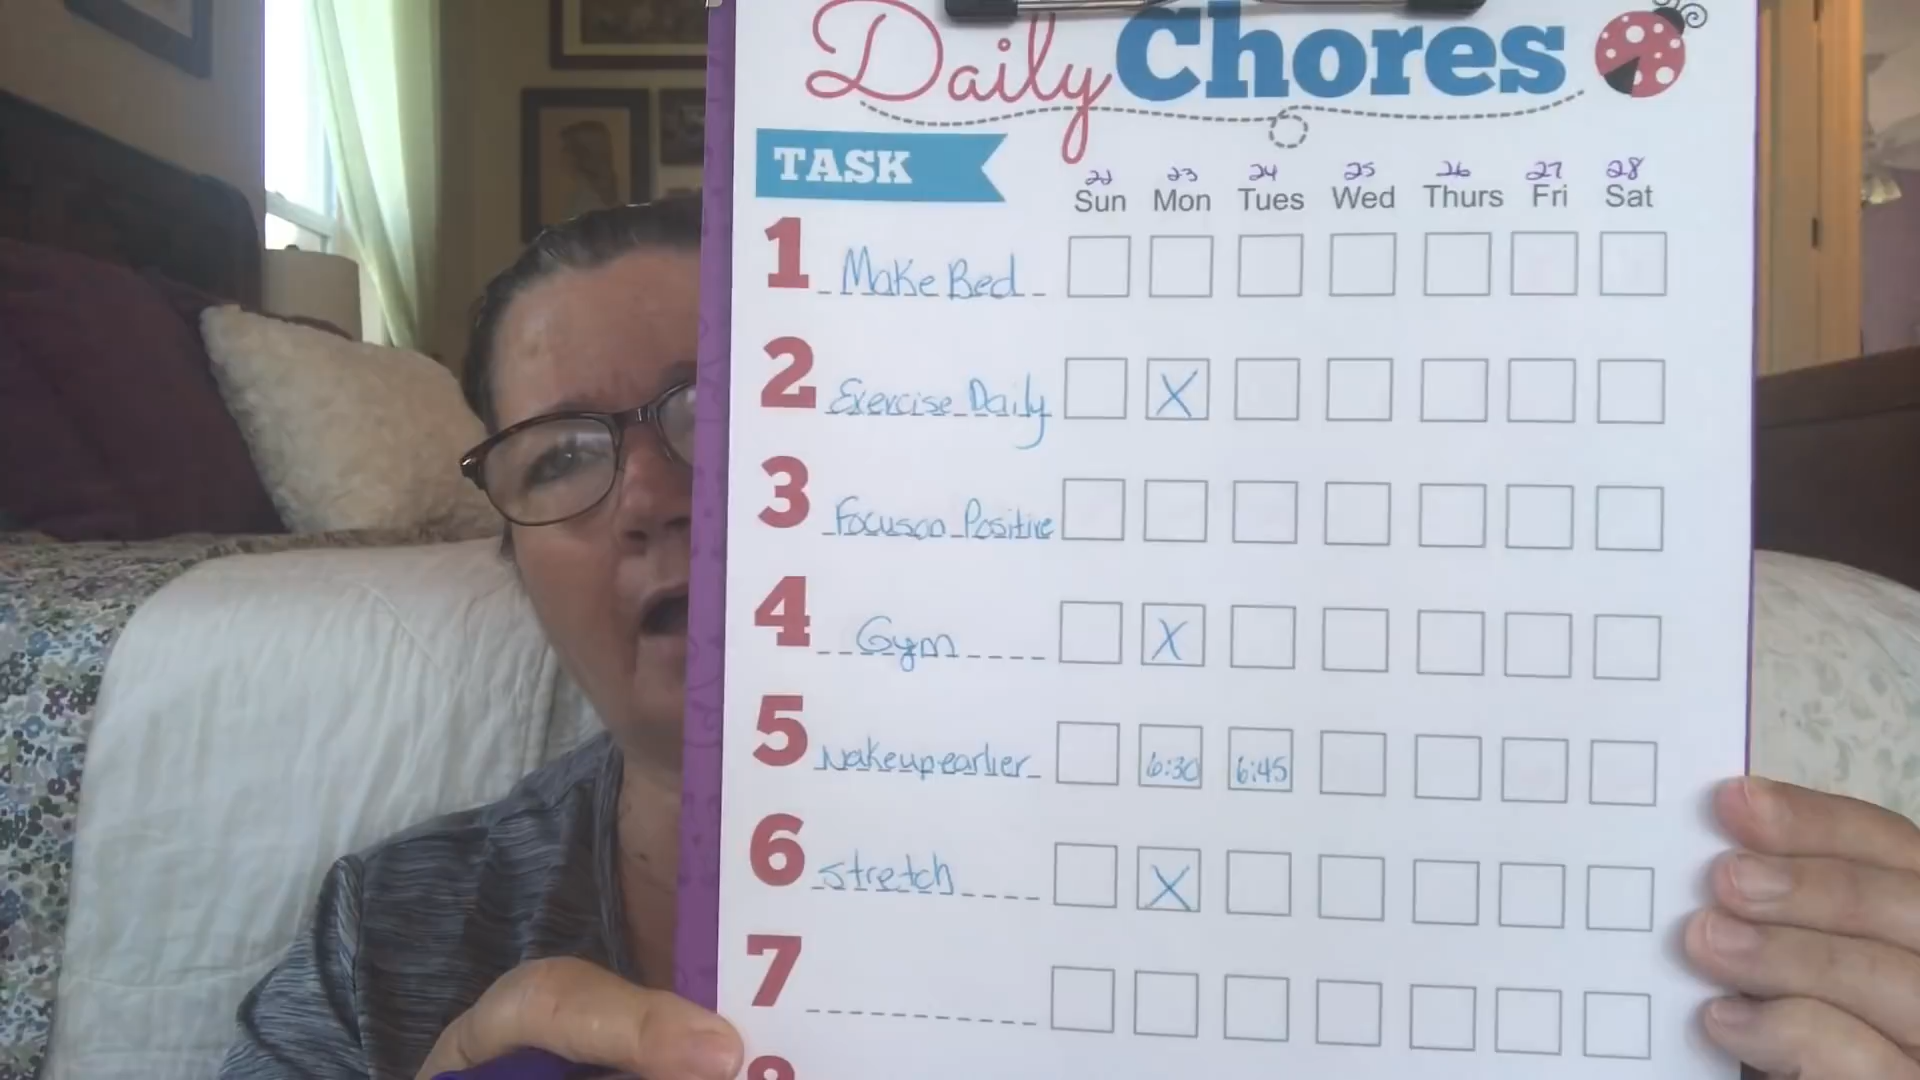 Daily Chores
TASK
22 23 24 25 26 27 28
Sun Mon Tues Wed Thurs Fri Sat
1 Make Bed
2 Exercise Daily X
3 Focus on Positive
4 Gym X
5 Wakeup earlier 6:30 6:45
6 stretch X
7